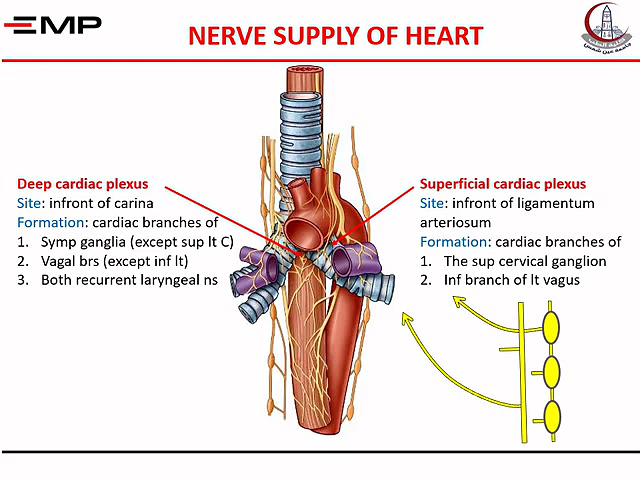 EMP
NERVE SUPPLY OF HEART
Deep cardiac plexus
Site: infront of carina
Formation: cardiac branches of
1. Symp ganglia (except sup lt C)
2. Vagal brs (except inf lt)
3. Both recurrent laryngeal ns
Superficial cardiac plexus
Site: infront of ligamentum
arteriosum
Formation: cardiac branches of
1. The sup cervical ganglion
2. Inf branch of lt vagus